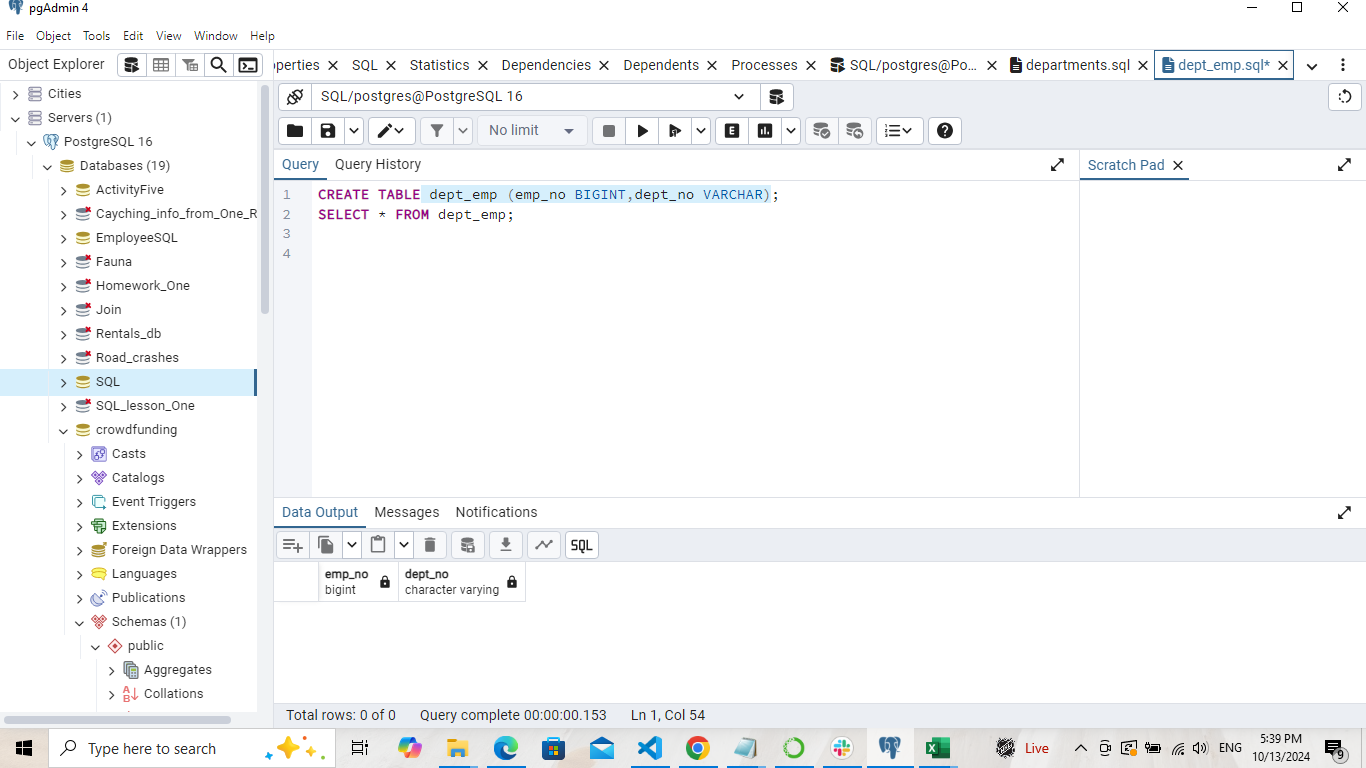 pgAdmin 4
File Object Tools Edit View Window Help
Object Explorer
operties SQL Statistics Dependencies Dependents Processes SQL/postgres@Po... departments.sql dept_emp.sql*
Cities
Servers (1)
PostgreSQL 16
Databases (19)
ActivityFive
Cayching_info_from_One_R
EmployeeSQL
Fauna
Homework_One
Join
Rentals_db
Road_crashes
SQL
SQL_lesson_One
crowdfunding
Casts
Catalogs
Event Triggers
Extensions
Foreign Data Wrappers
Languages
Publications
Schemas (1)
public
Aggregates
Collations
SQL/postgres@PostgreSQL 16
No limit
E
Query Query History
Scratch Pad
1 CREATE TABLE dept_emp (emp_no BIGINT,dept_no VARCHAR);
2 SELECT * FROM dept_emp;
3
4
Data Output Messages Notifications
SQL
emp_no dept_no
bigint character varying
Total rows: 0 of 0 Query complete 00:00:00.153 Ln 1, Col 54
Type here to search
Live
ENG
5:39 PM
10/13/2024
9